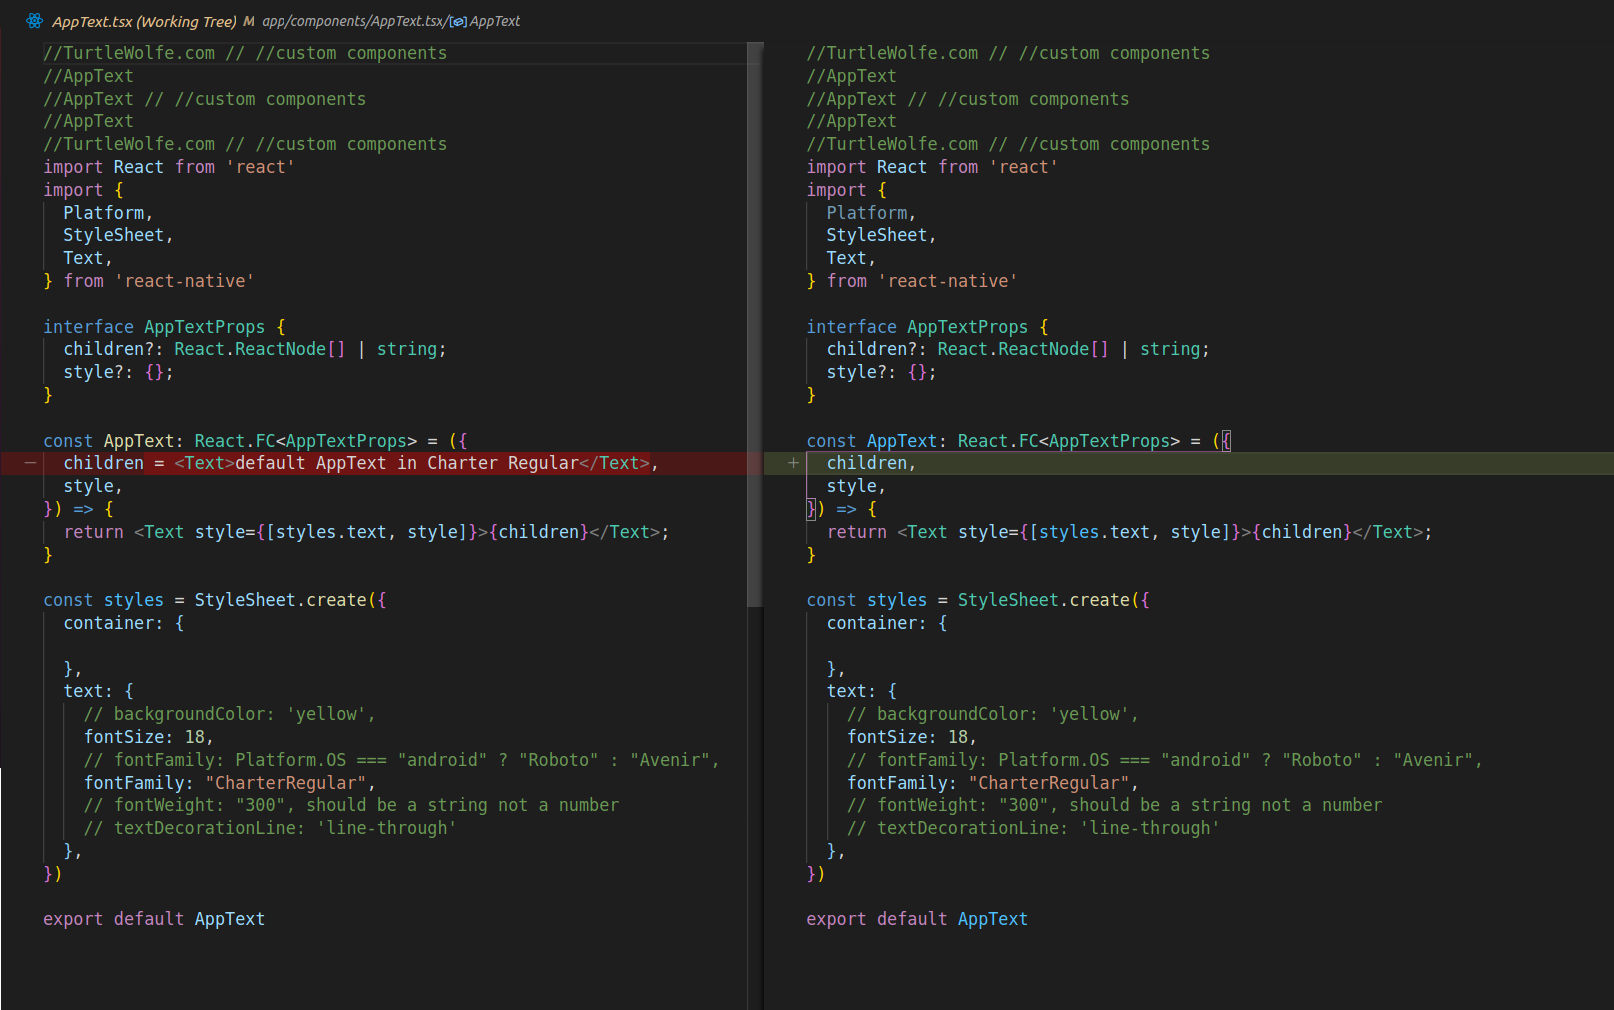 AppText.tsx (Working Tree) M app/components/AppText.tsx/AppText
//TurtleWolfe.com // //custom components
//AppText
//AppText // //custom components
//AppText
//TurtleWolfe.com // //custom components
import React from 'react'
import {
  Platform,
  StyleSheet,
  Text,
} from 'react-native'
interface AppTextProps {
  children?: React.ReactNode[] | string;
  style?: {};
}
const AppText: React.FC<AppTextProps> = ({
−  children = <Text>default AppText in Charter Regular</Text>,
  style,
}) => {
  return <Text style={[styles.text, style]}>{children}</Text>;
}
const styles = StyleSheet.create({
  container: {
  },
  text: {
    // backgroundColor: 'yellow',
    fontSize: 18,
    // fontFamily: Platform.OS === "android" ? "Roboto" : "Avenir",
    fontFamily: "CharterRegular",
    // fontWeight: "300", should be a string not a number
    // textDecorationLine: 'line-through'
  },
})
export default AppText
//TurtleWolfe.com // //custom components
//AppText
//AppText // //custom components
//AppText
//TurtleWolfe.com // //custom components
import React from 'react'
import {
  Platform,
  StyleSheet,
  Text,
} from 'react-native'
interface AppTextProps {
  children?: React.ReactNode[] | string;
  style?: {};
}
const AppText: React.FC<AppTextProps> = ({
+  children,
  style,
}) => {
  return <Text style={[styles.text, style]}>{children}</Text>;
}
const styles = StyleSheet.create({
  container: {
  },
  text: {
    // backgroundColor: 'yellow',
    fontSize: 18,
    // fontFamily: Platform.OS === "android" ? "Roboto" : "Avenir",
    fontFamily: "CharterRegular",
    // fontWeight: "300", should be a string not a number
    // textDecorationLine: 'line-through'
  },
})
export default AppText